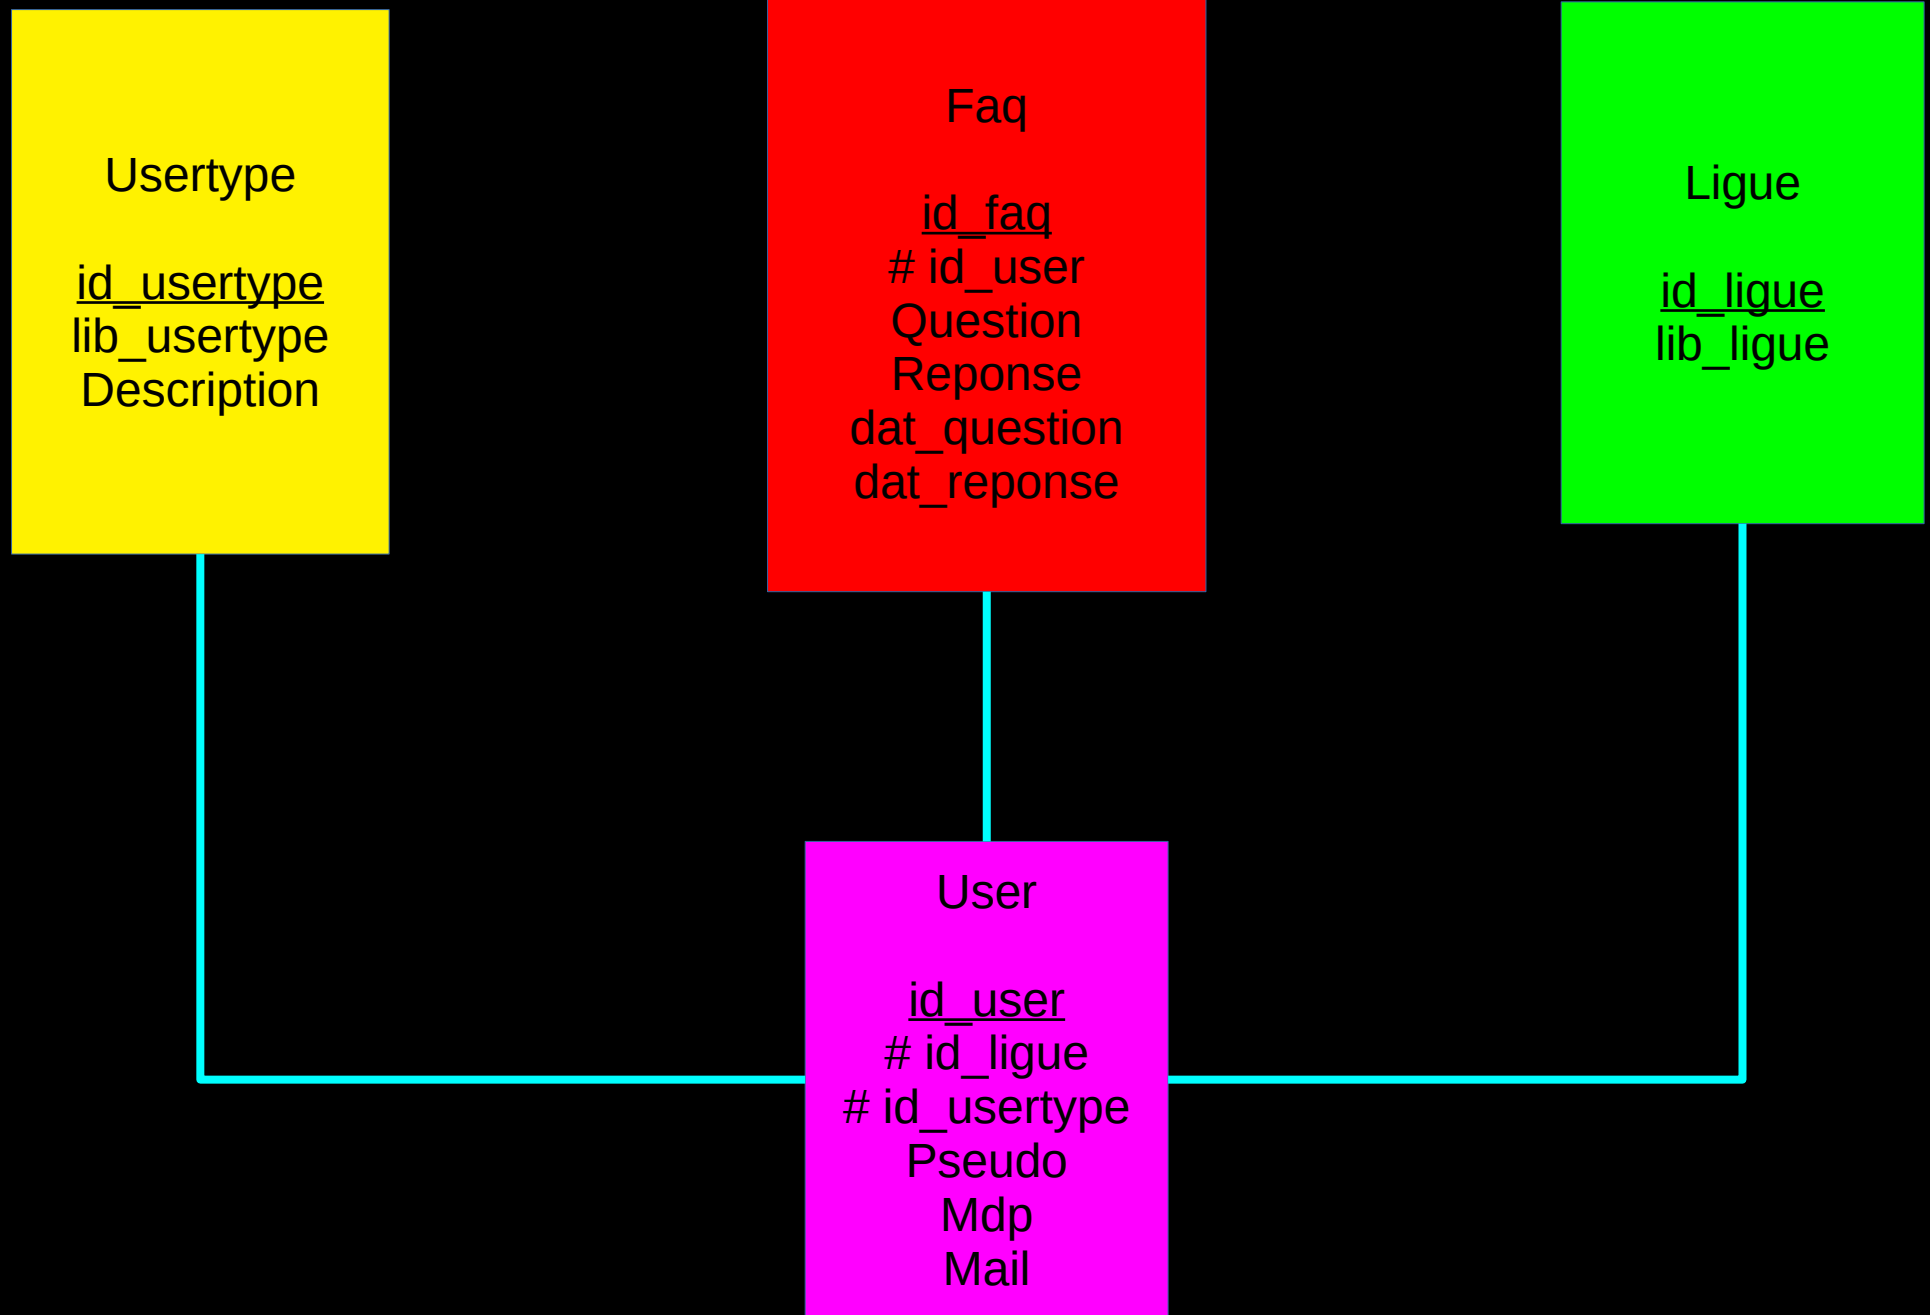 Usertype
id_usertype
lib_usertype
Description
Faq
id_faq
# id_user
Question
Reponse
dat_question
dat_reponse
Ligue
id_ligue
lib_ligue
User
id_user
# id_ligue
# id_usertype
Pseudo
Mdp
Mail